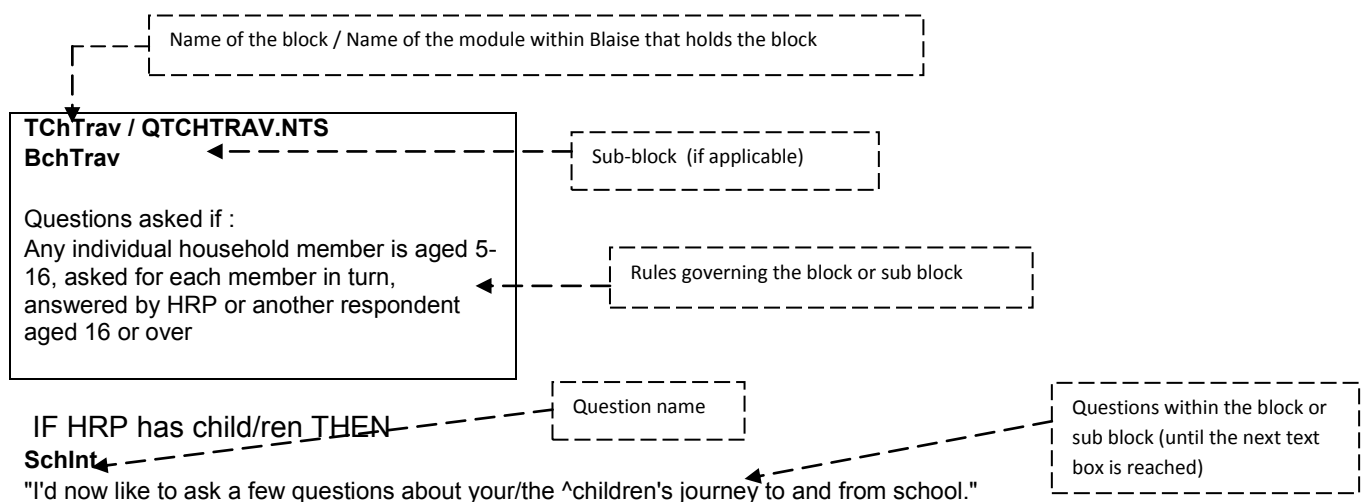 Name of the block / Name of the module within Blaise that holds the block
TChTrav / QTCHTRAV.NTS
BchTrav
Sub-block (if applicable)
Questions asked if :
Any individual household member is aged 5-
16, asked for each member in turn,
answered by HRP or another respondent
aged 16 or over
Rules governing the block or sub block
IF HRP has child/ren THEN
Question name
Questions within the block or
sub block (until the next text
box is reached)
SchInt
"I'd now like to ask a few questions about your/the ^children's journey to and from school."